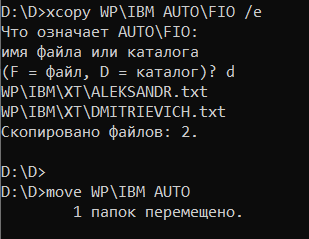 D:\D>xcopy WP\IBM AUTO\FIO /e
Что означает AUTO\FIO:
имя файла или каталога
(F = файл, D = каталог)? d
WP\IBM\XT\ALEKSANDR.txt
WP\IBM\XT\DMITRIEVICH.txt
Скопировано файлов: 2.
D:\D>
D:\D>move WP\IBM AUTO
1 папок перемещено.